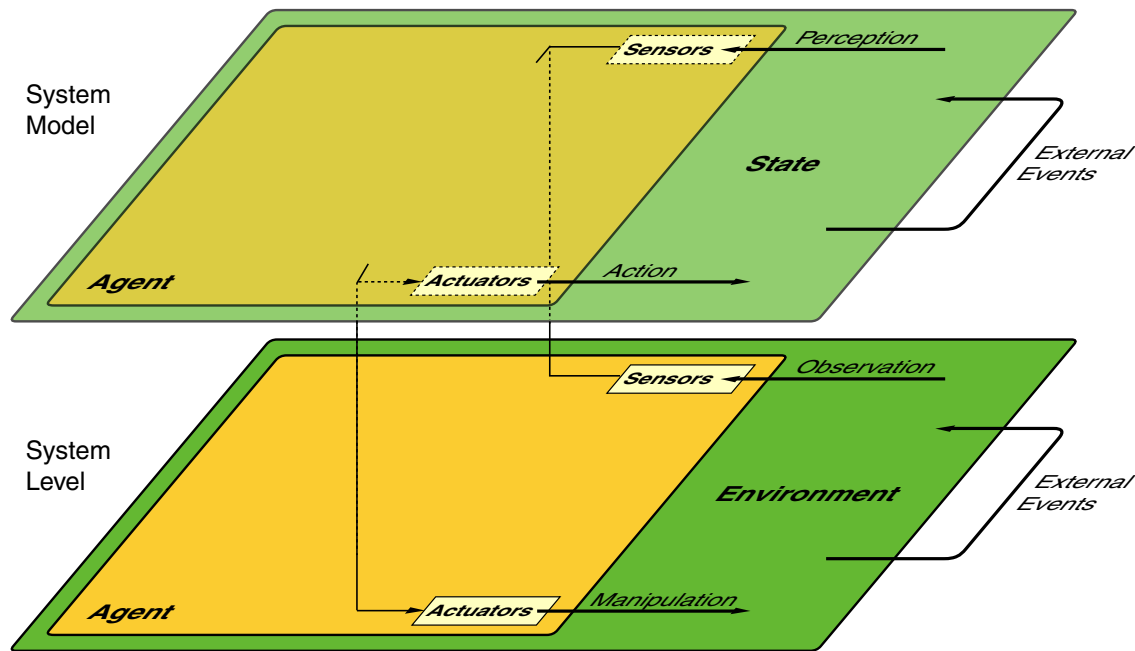 Sensors
Perception
System
Model
External
Events
State
Agent
Actuators
Action
Sensors
Observation
System
Level
External
Events
Environment
Agent
Actuators
Manipulation